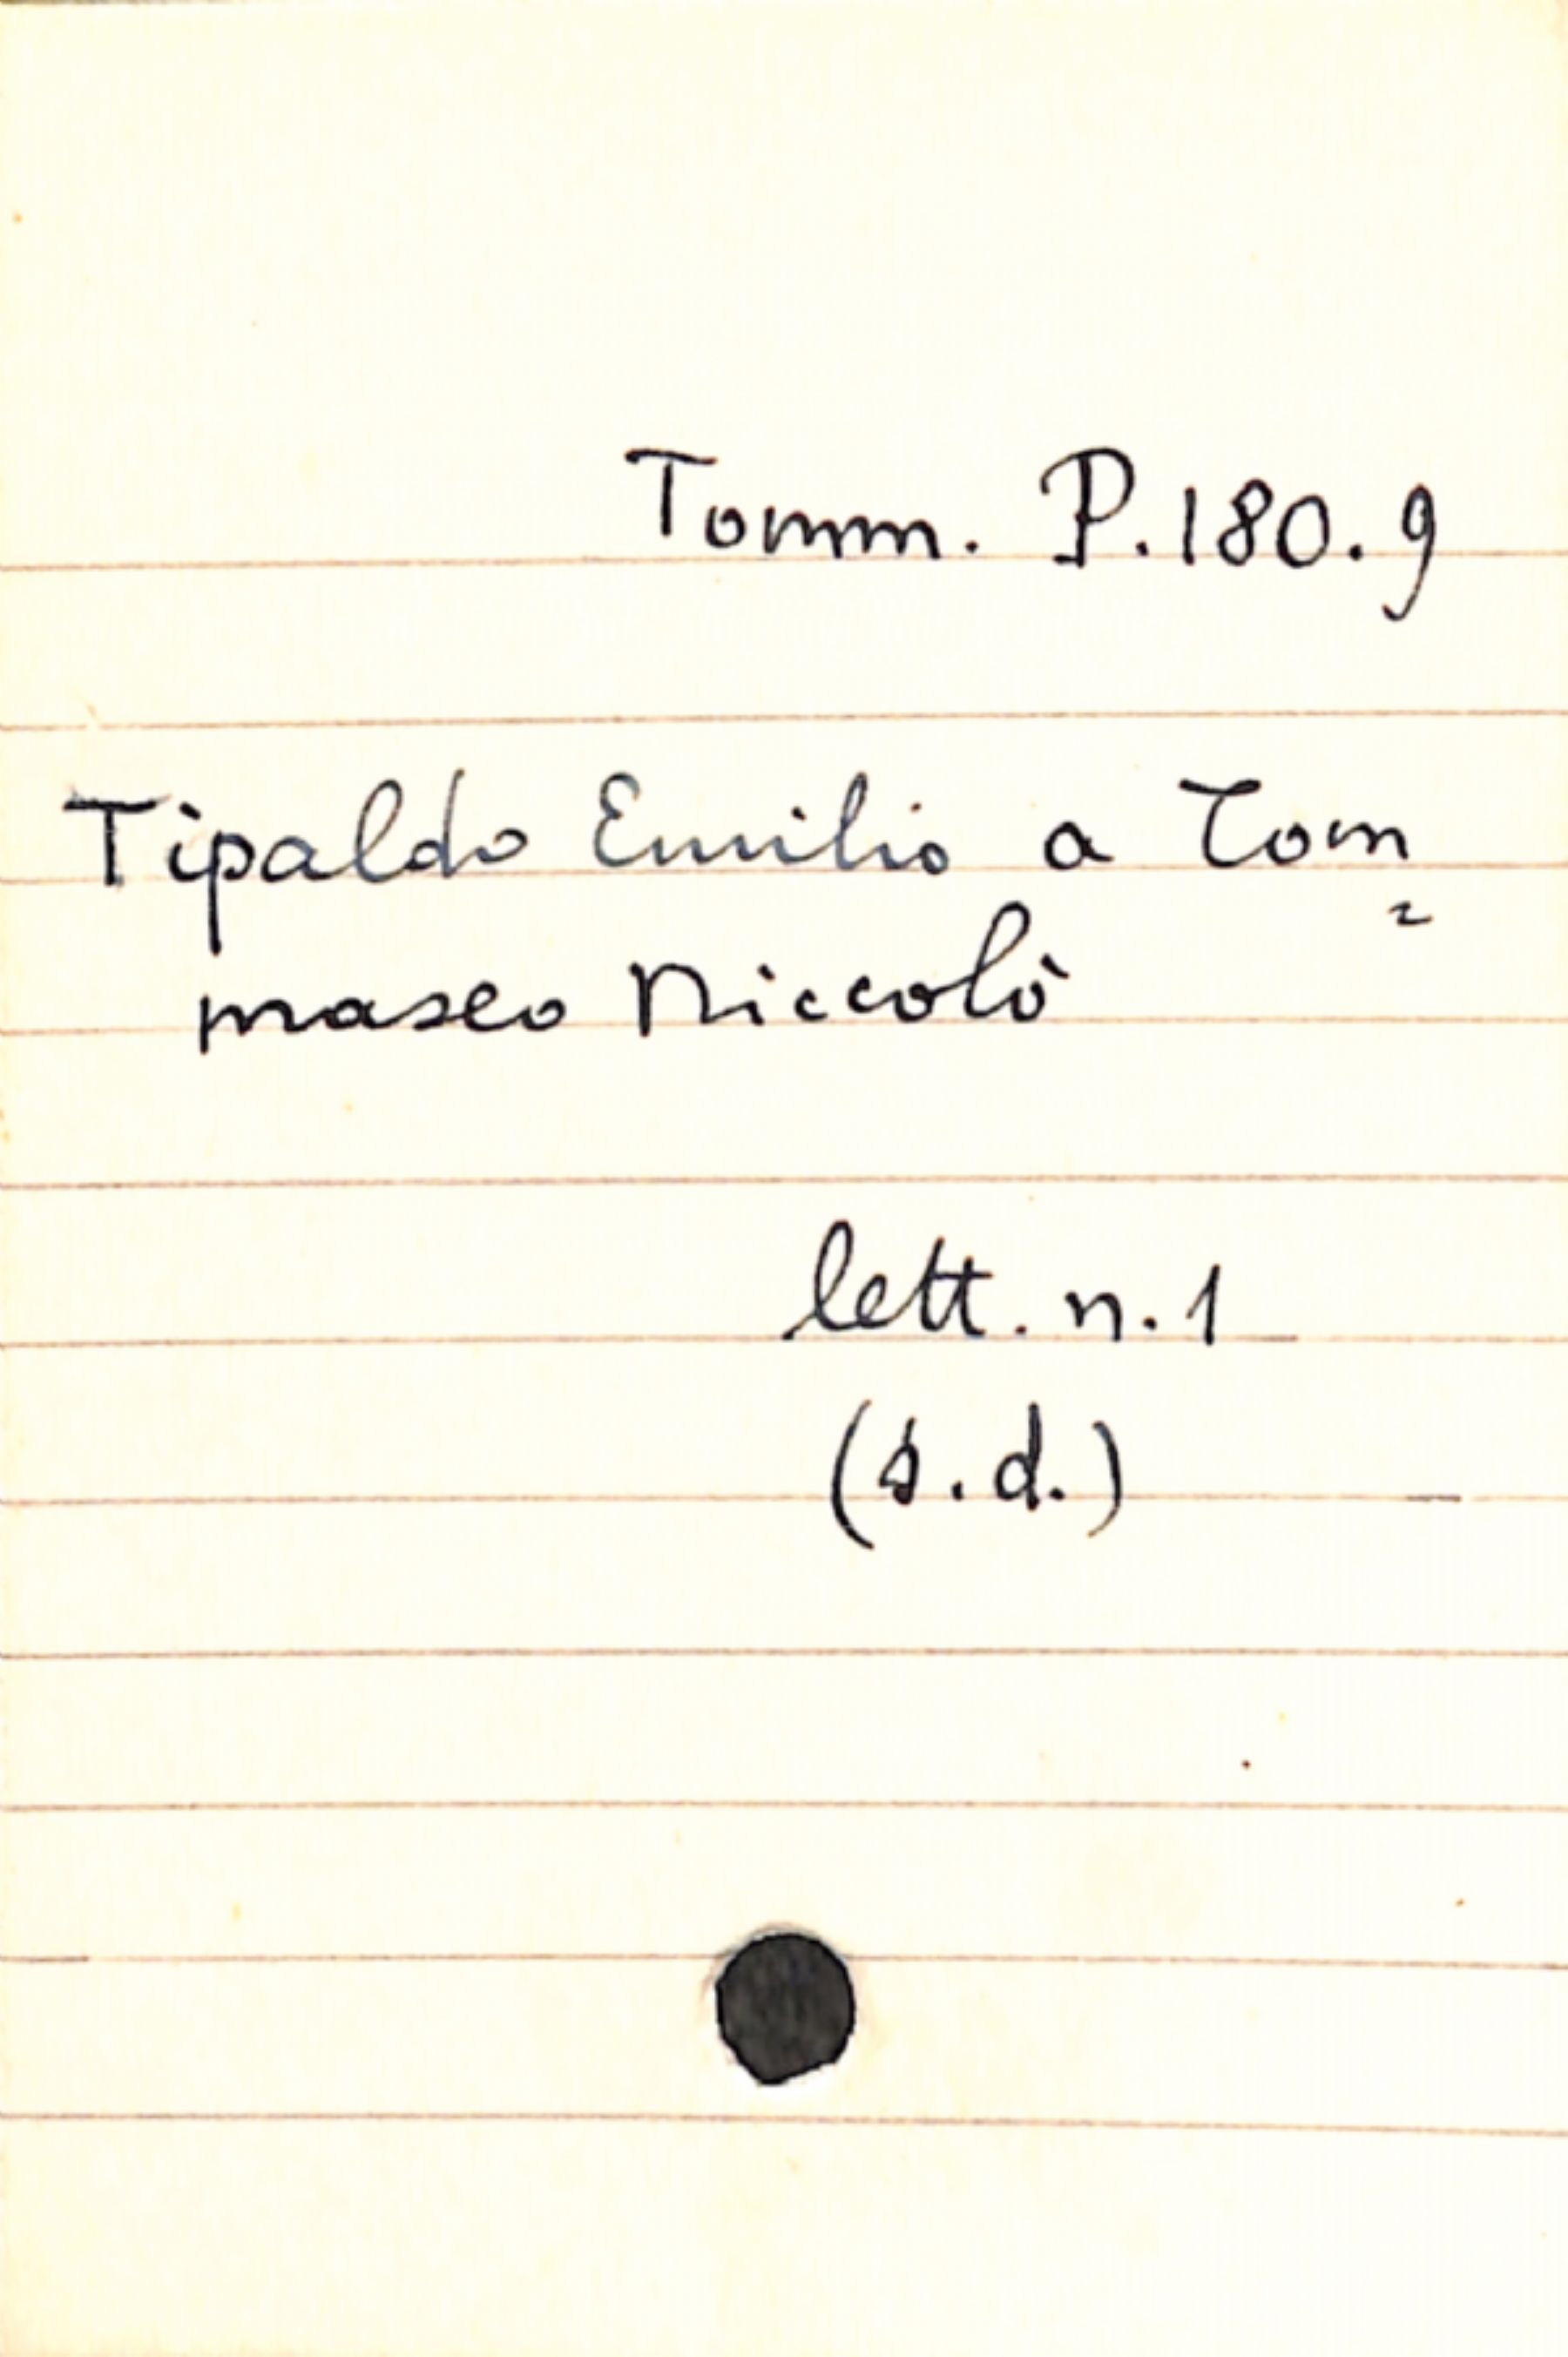 Tomm. P.180.9
Tipaldo Emilio a Tom=
maseo Niccolò
lett. n. 1
(s.d.)